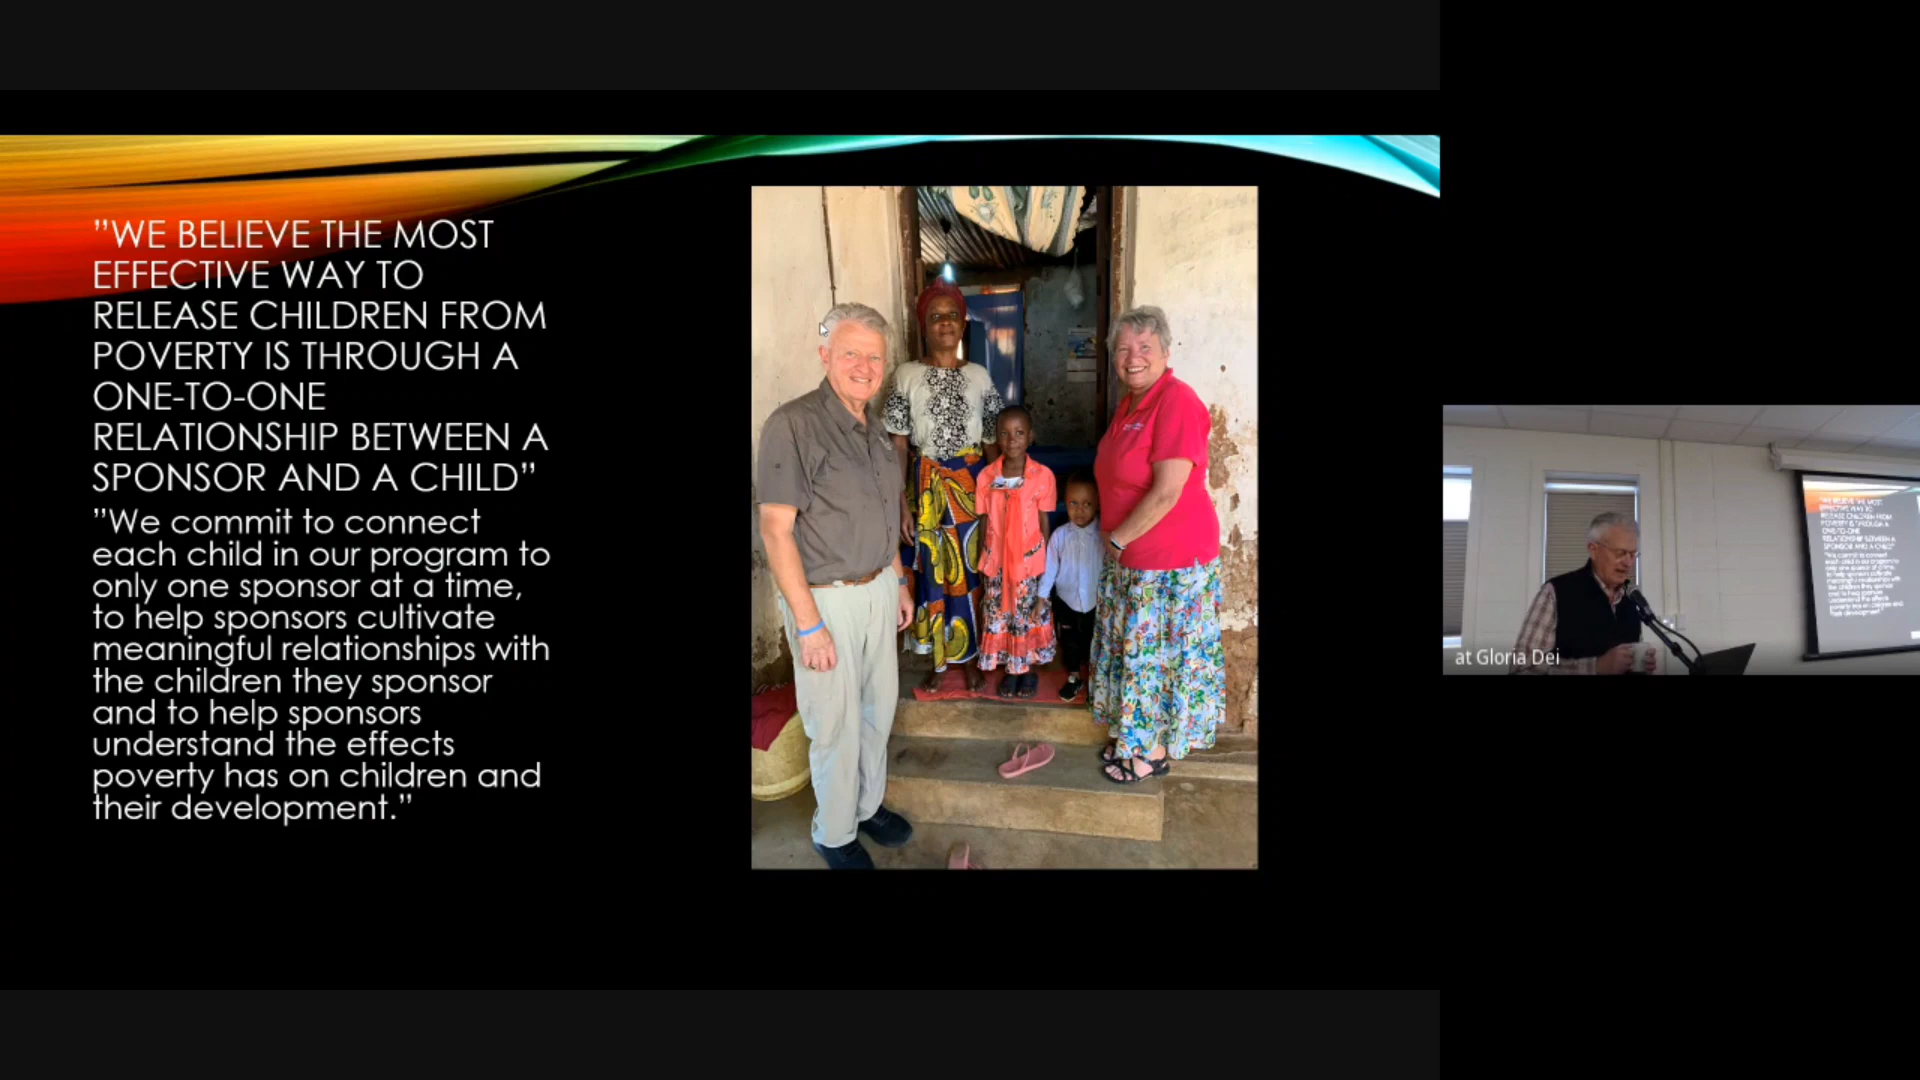 ”WE BELIEVE THE MOST
EFFECTIVE WAY TO
RELEASE CHILDREN FROM
POVERTY IS THROUGH A
ONE-TO-ONE
RELATIONSHIP BETWEEN A
SPONSOR AND A CHILD”
”We commit to connect
each child in our program to
only one sponsor at a time,
to help sponsors cultivate
meaningful relationships with
the children they sponsor
and to help sponsors
understand the effects
poverty has on children and
their development.”
at Gloria Dei